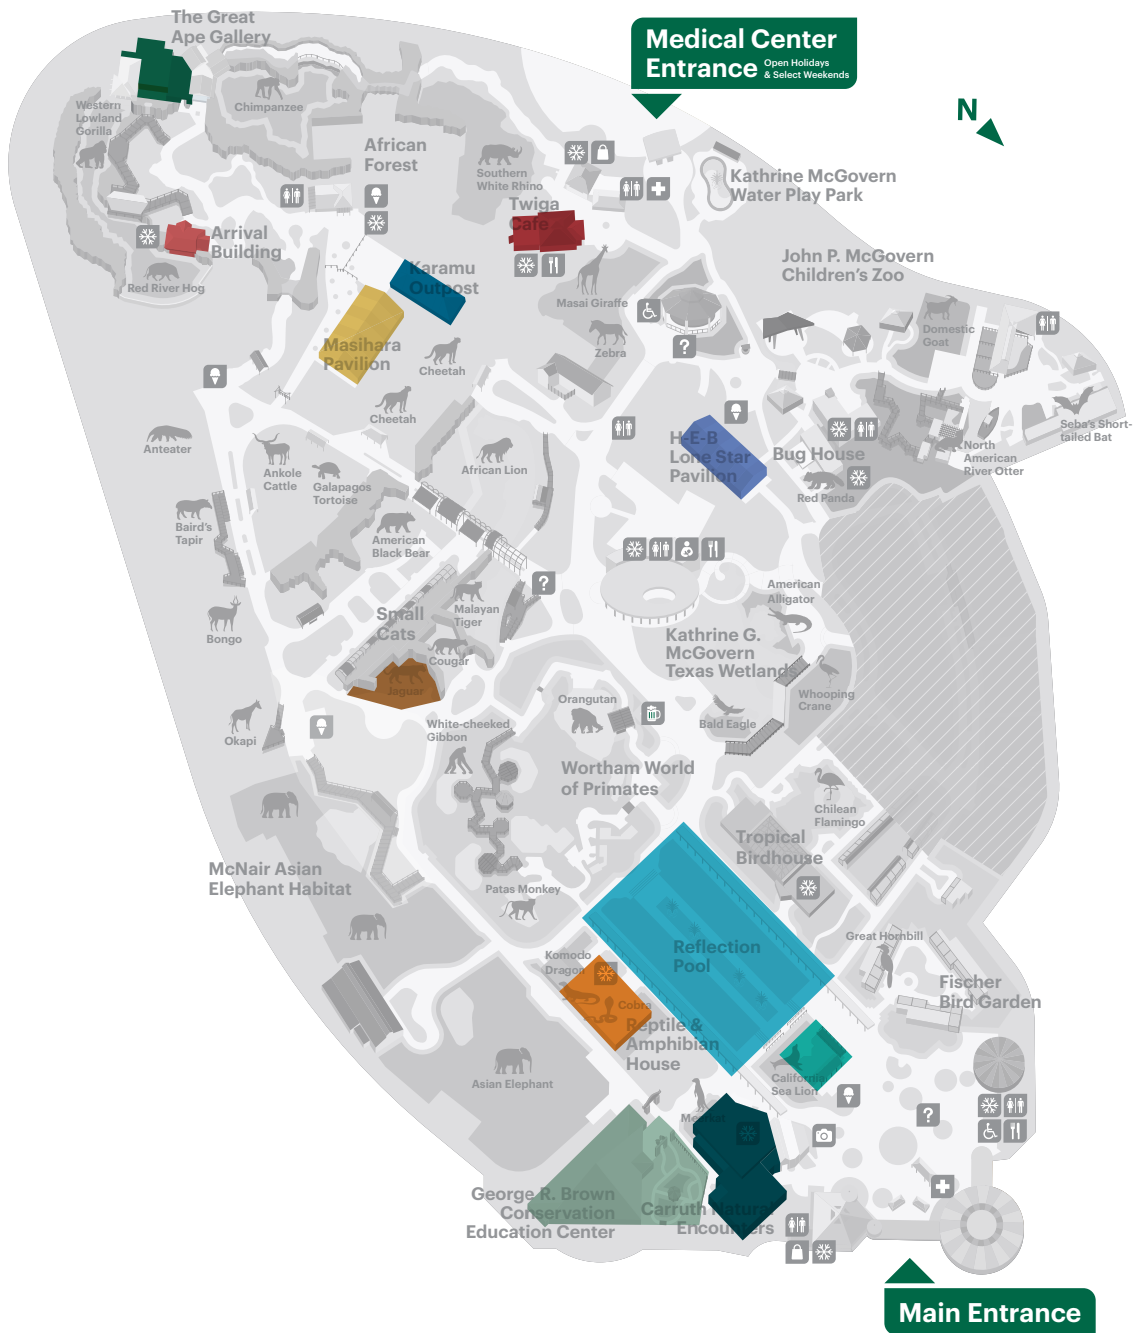 The Great
Ape Gallery
Medical Center
Entrance
Open Holidays
& Select Weekends
N
Chimpanzee
Western
Lowland
Gorilla
African
Forest
Southern
White Rhino
Kathrine McGovern
Water Play Park
Twiga
Cafe
Arrival
Building
Red River Hog
Karamu
Outpost
Masai Giraffe
John P. McGovern
Children's Zoo
Domestic
Goat
Masihara
Pavilion
Cheetah
Zebra
?
Cheetah
Seba's Short-
tailed Bat
Anteater
Ankole
Cattle
Galapagos
Tortoise
African Lion
H-E-B
Lone Star
Pavilion
Bug House
North
American
River Otter
Red Panda
Baird's
Tapir
American
Black Bear
?
American
Alligator
Bongo
Small
Cats
Malayan
Tiger
Cougar
Jaguar
Kathrine G.
McGovern
Texas Wetlands
Whooping
Crane
Okapi
White-cheeked
Gibbon
Orangutan
Bald Eagle
Wortham World
of Primates
Chilean
Flamingo
Tropical
Birdhouse
McNair Asian
Elephant Habitat
Patas Monkey
Great Hornbill
Reflection
Pool
Komodo
Dragon
Cobra
Fischer
Bird Garden
Reptile &
Amphibian
House
Asian Elephant
California
Sea Lion
?
Meerkat
George R. Brown
Conservation
Education Center
Carruth Natural
Encounters
Main Entrance